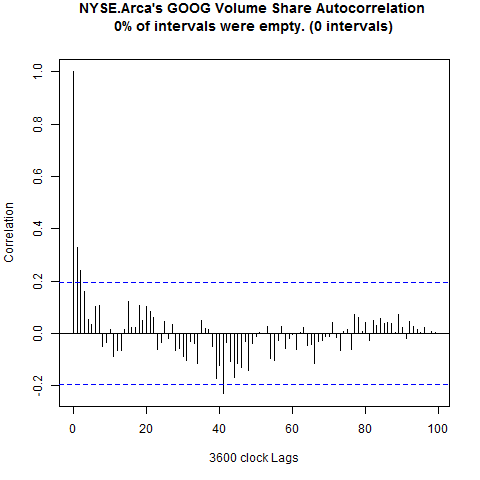 NYSE.Arca's GOOG Volume Share Autocorrelation
0% of intervals were empty. (0 intervals)
1.0
0.8
0.6
0.4
0.2
0.0
-0.2
Correlation
0 20 40 60 80 100
3600 clock Lags